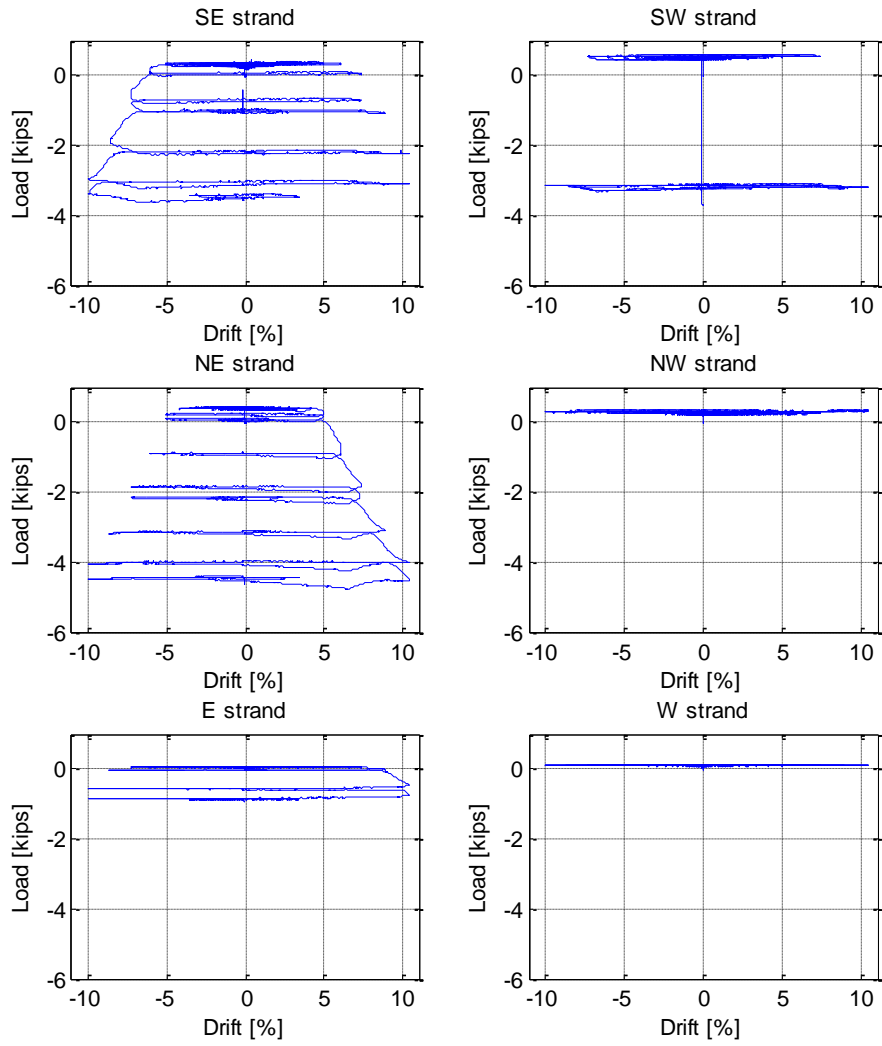 SE strand
0
-2
-4
-6
Load [kips]
-10 -5 0 5 10
Drift [%]
SW strand
0
-2
-4
-6
Load [kips]
-10 -5 0 5 10
Drift [%]
NE strand
0
-2
-4
-6
Load [kips]
-10 -5 0 5 10
Drift [%]
NW strand
0
-2
-4
-6
Load [kips]
-10 -5 0 5 10
Drift [%]
E strand
0
-2
-4
-6
Load [kips]
-10 -5 0 5 10
Drift [%]
W strand
0
-2
-4
-6
Load [kips]
-10 -5 0 5 10
Drift [%]